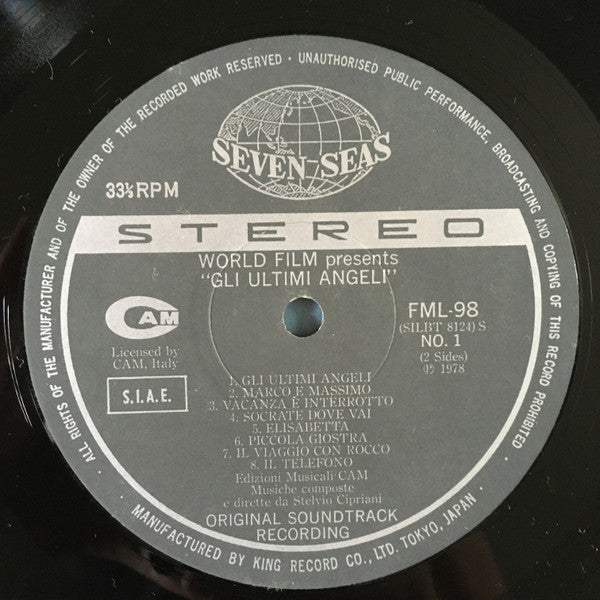 ALL RIGHTS OF THE MANUFACTURER AND OF THE OWNER OF THE RECORDED WORK RESERVED · UNAUTHORISED PUBLIC PERFORMANCE, BROADCASTING AND COPYING OF THIS RECORD PROHIBITED.
SEVEN SEAS
33⅓RPM
STEREO
WORLD FILM presents
"GLI ULTIMI ANGELI"
CAM
Licensed by
CAM, Italy
S.I.A.E.
FML-98
(SILBT 8124) S
NO. 1
(2 Sides)
Ⓟ 1978
1. GLI ULTIMI ANGELI
2. MARCO E MASSIMO
3. VACANZA È INTERROTTO
4. SOCRATE DOVE VAI
5. ELISABETTA
6. PICCOLA GIOSTRA
7. IL VIAGGIO CON ROCCO
8. IL TELEFONO
Edizioni Musicali CAM
Musiche composte
e dirette da Stelvio Cipriani
ORIGINAL SOUNDTRACK
RECORDING
MANUFACTURED BY KING RECORD CO., LTD. TOKYO, JAPAN